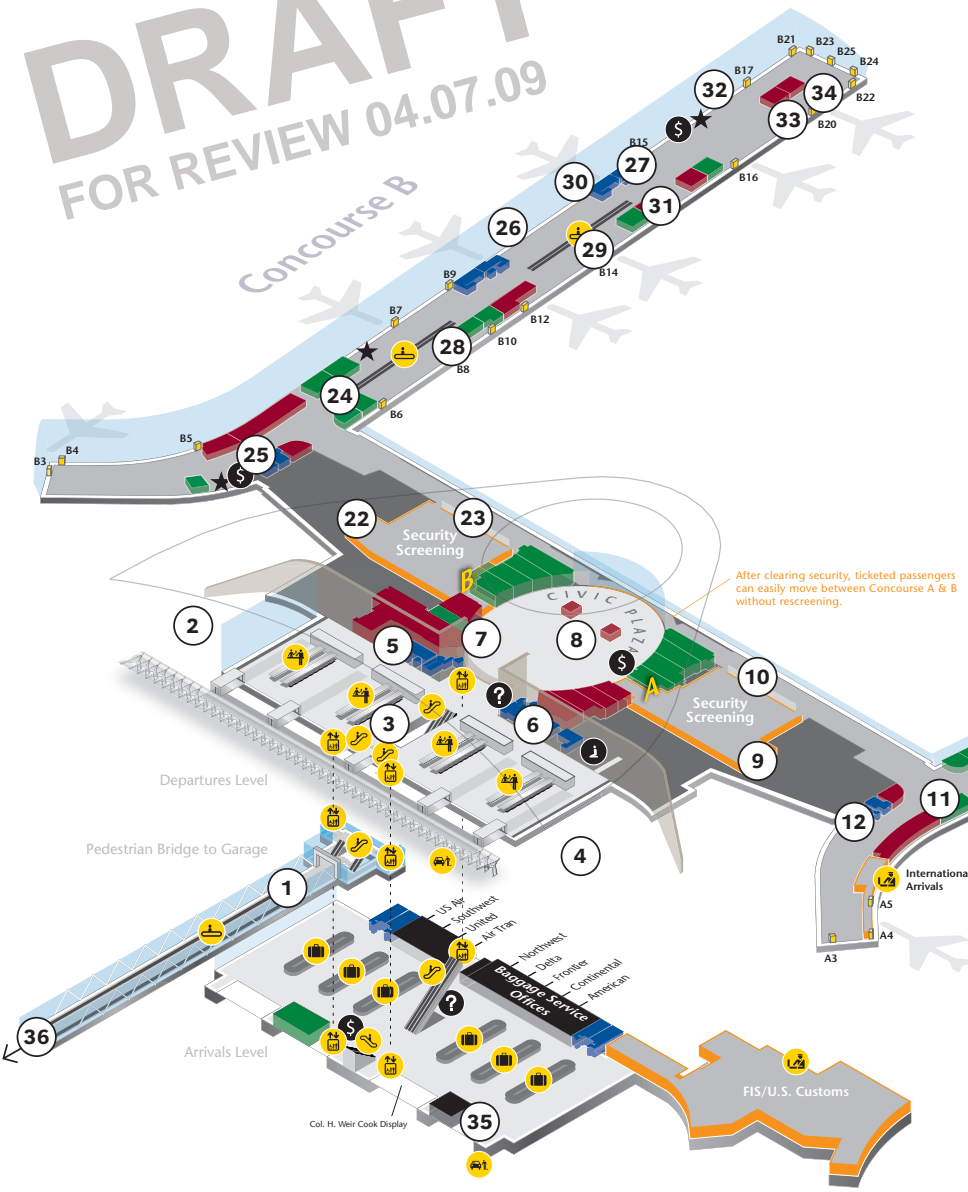 DRAFT
FOR REVIEW 04.07.09
Concourse B
B21
B23
B25
B24
B22
B17
32
34
33
B20
$
B15
27
30
B16
31
26
29
B14
B9
B7
B12
B10
28
B8
24
B6
B5
B4
B3
25
$
22
23
Security
Screening
B
After clearing security, ticketed passengers
can easily move between Concourse A & B
without rescreening.
CIVIC PLAZA
2
5
7
8
$
A
10
?
6
Security
Screening
i
3
9
Departures Level
11
12
4
Pedestrian Bridge to Garage
International
Arrivals
1
A5
A4
A3
US Air
Southwest
United
Air Tran
Northwest
Delta
Frontier
Continental
American
Baggage Service
Offices
?
$
36
Arrivals Level
FIS/U.S. Customs
Col. H. Weir Cook Display
35